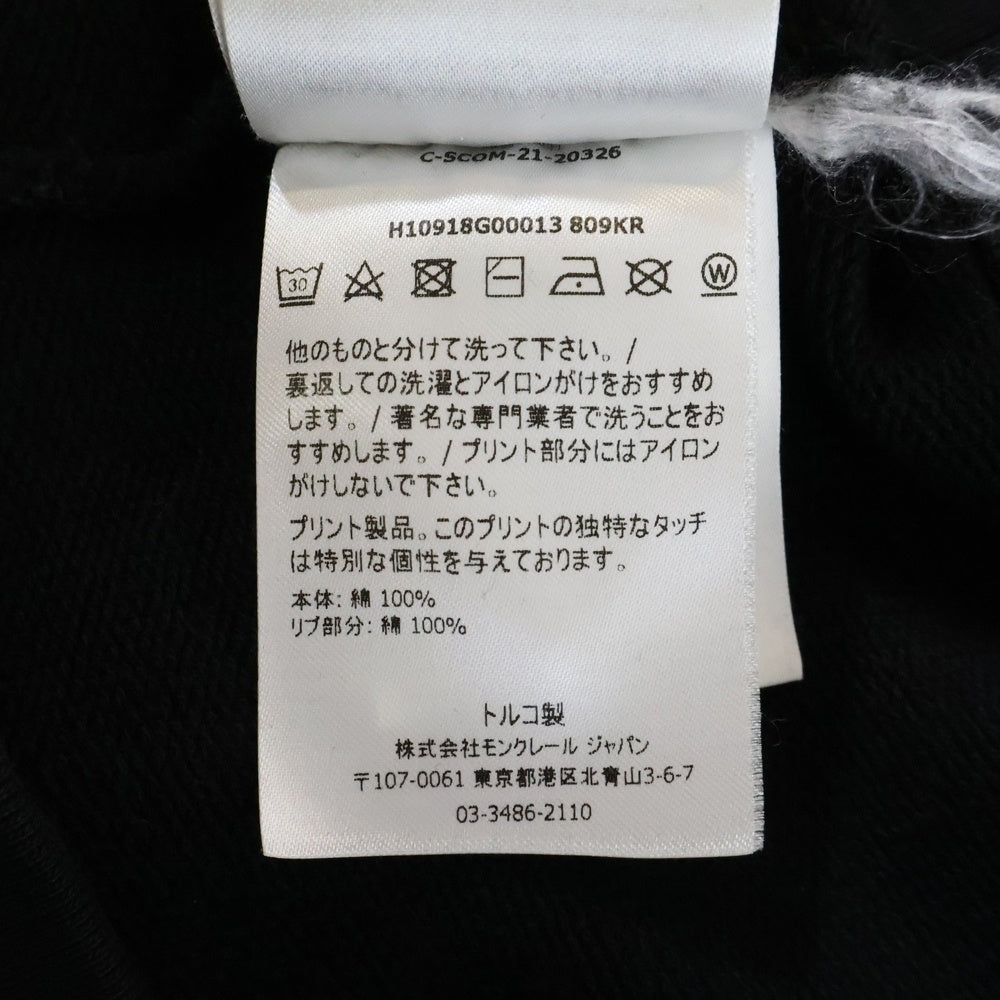 C-SCOM-21-20326
H10918G00013 809KR
30
W
他のものと分けて洗って下さい。 /
裏返しての洗濯とアイロンがけをおすすめ
します。 / 著名な専門業者で洗うことをお
すすめします。 / プリント部分にはアイロン
がけしないで下さい。
プリント製品。このプリントの独特なタッチ
は特別な個性を与えております。
本体: 綿 100%
リブ部分: 綿 100%
トルコ製
株式会社モンクレール ジャパン
〒107-0061 東京都港区北青山3-6-7
03-3486-2110